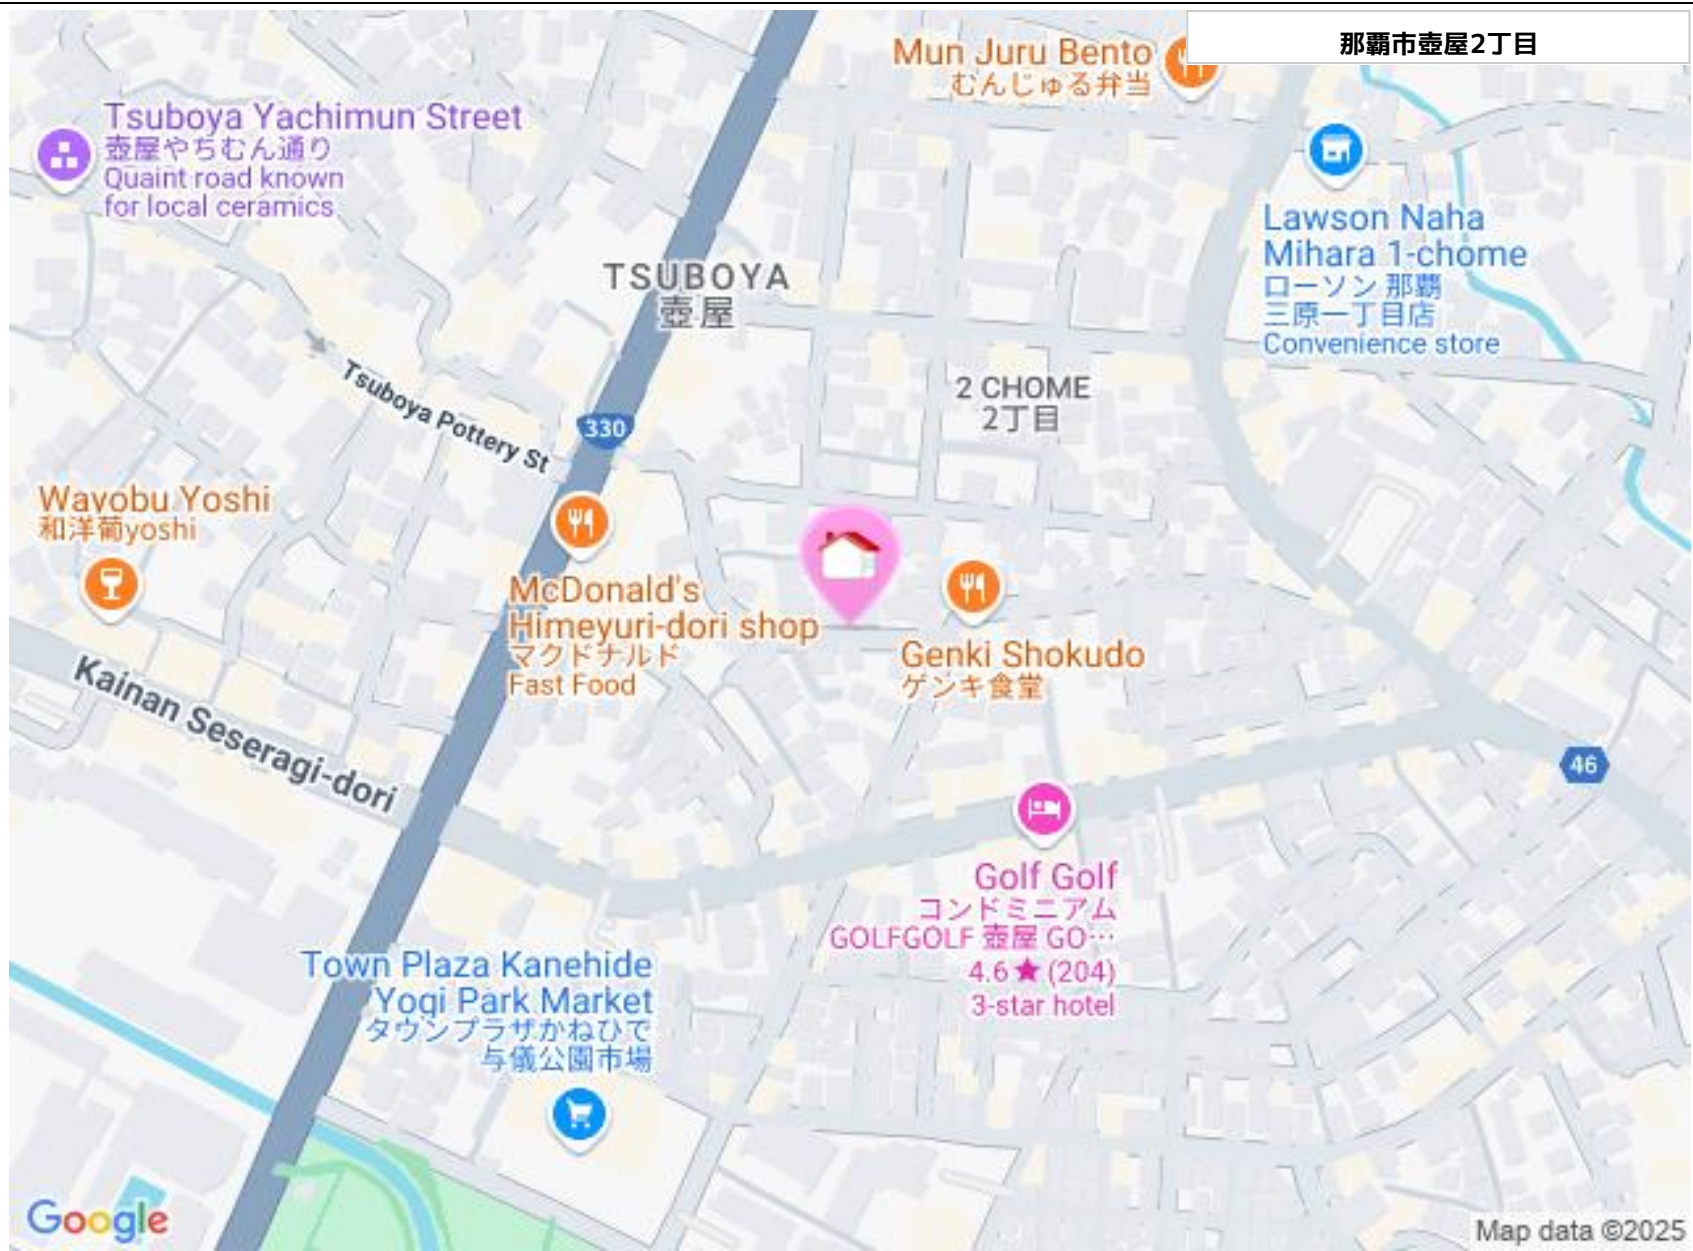 那覇市壺屋2丁目
Mun Juru Bento
むんじゅる弁当
Tsuboya Yachimun Street
壺屋やちむん通り
Quaint road known
for local ceramics
Lawson Naha
Mihara 1-chome
ローソン 那覇
三原一丁目店
Convenience store
TSUBOYA
壺屋
2 CHOME
2丁目
Tsuboya Pottery St
330
Wayobu Yoshi
和洋葡yoshi
McDonald's
Himeyuri-dori shop
マクドナルド
Fast Food
Genki Shokudo
ゲンキ食堂
Kainan Seseragi-dori
46
Golf Golf
コンドミニアム
GOLFGOLF 壺屋 GO…
4.6★(204)
3-star hotel
Town Plaza Kanehide
Yogi Park Market
タウンプラザかねひで
与儀公園市場
Google
Map data ©2025